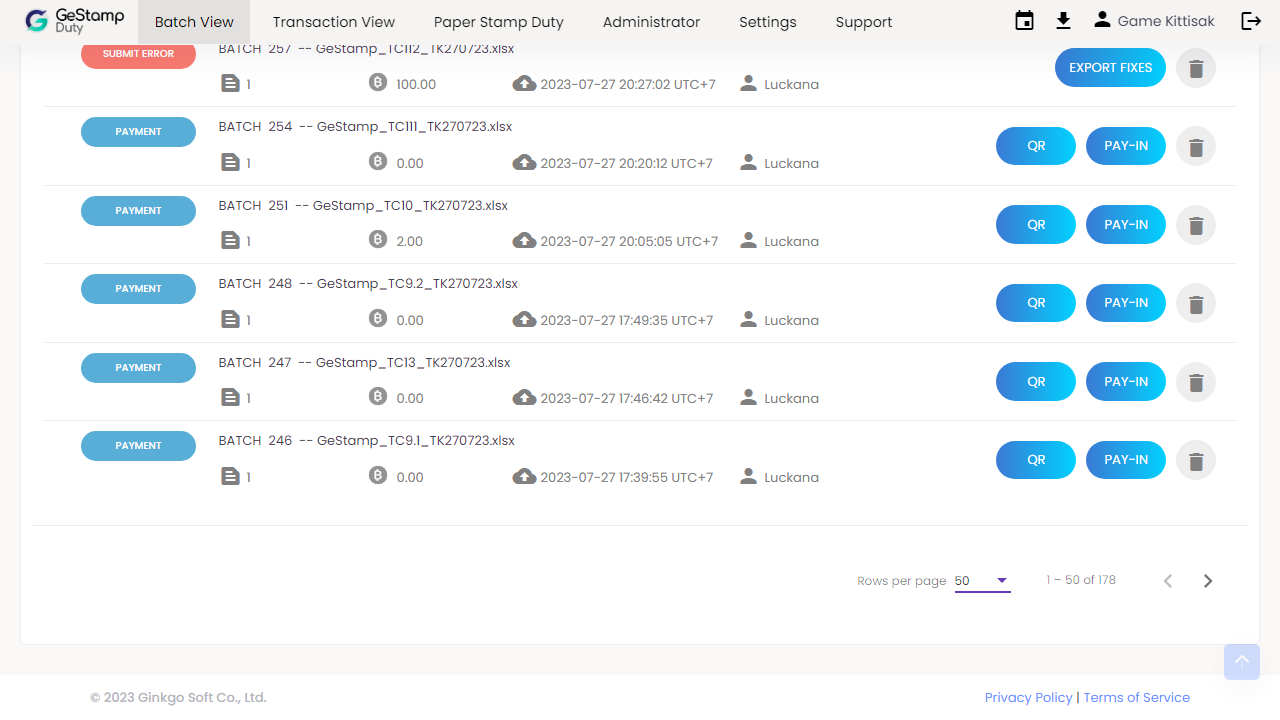 GeStamp Duty Batch View Transaction View Paper Stamp Duty Administrator Settings Support Game Kittisak
SUBMIT ERROR BATCH 257 -- GeStamp_TC112_TK270723.xlsx
1 100.00 2023-07-27 20:27:02 UTC+7 Luckana EXPORT FIXES
PAYMENT BATCH 254 -- GeStamp_TC111_TK270723.xlsx
1 0.00 2023-07-27 20:20:12 UTC+7 Luckana QR PAY-IN
PAYMENT BATCH 251 -- GeStamp_TC10_TK270723.xlsx
1 2.00 2023-07-27 20:05:05 UTC+7 Luckana QR PAY-IN
PAYMENT BATCH 248 -- GeStamp_TC9.2_TK270723.xlsx
1 0.00 2023-07-27 17:49:35 UTC+7 Luckana QR PAY-IN
PAYMENT BATCH 247 -- GeStamp_TC13_TK270723.xlsx
1 0.00 2023-07-27 17:46:42 UTC+7 Luckana QR PAY-IN
PAYMENT BATCH 246 -- GeStamp_TC9.1_TK270723.xlsx
1 0.00 2023-07-27 17:39:55 UTC+7 Luckana QR PAY-IN
Rows per page 50 1 – 50 of 178
© 2023 Ginkgo Soft Co., Ltd. Privacy Policy | Terms of Service